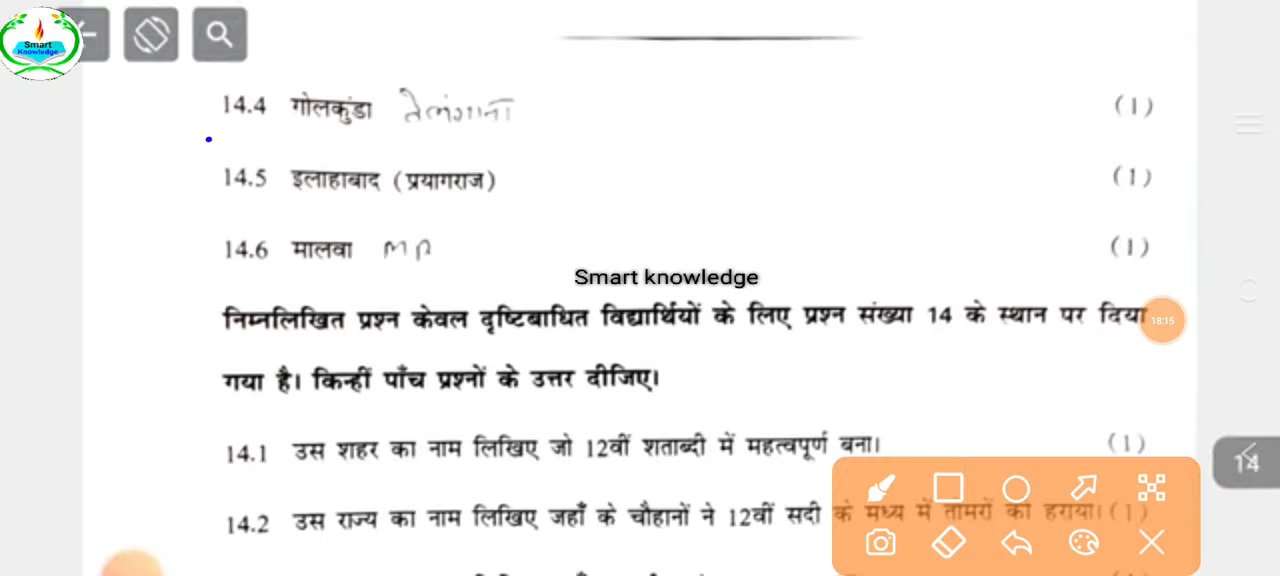 Smart
Knowledge
14.4 गोलकुंडा तेलंगाना (1)
14.5 इलाहाबाद (प्रयागराज) (1)
14.6 मालवा MP (1)
Smart knowledge
निम्नलिखित प्रश्न केवल दृष्टिबाधित विद्यार्थियों के लिए प्रश्न संख्या 14 के स्थान पर दिया
18:15
गया है। किन्हीं पाँच प्रश्नों के उत्तर दीजिए।
14.1 उस शहर का नाम लिखिए जो 12वीं शताब्दी में महत्वपूर्ण बना। (1)
14
14.2 उस राज्य का नाम लिखिए जहाँ के चौहानों ने 12वीं सदी के मध्य में तोमरों को हराया। (1)